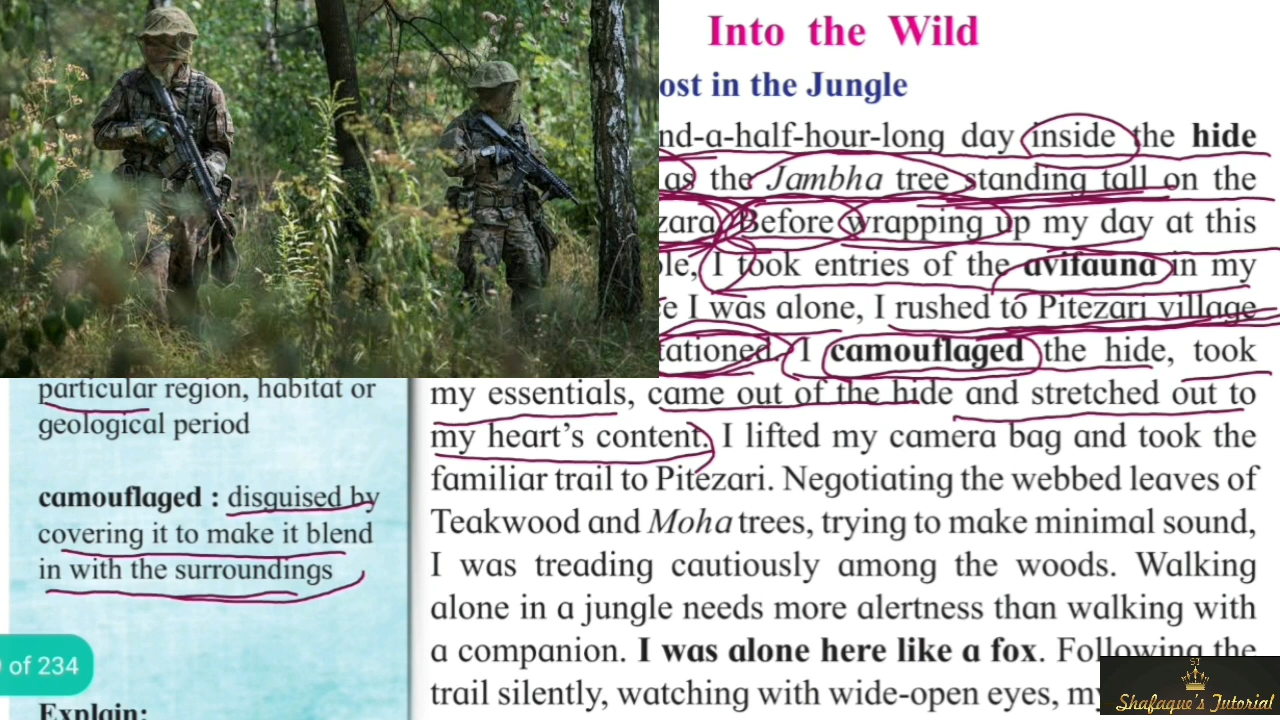 Into the Wild
ost in the Jungle
nd-a-half-hour-long day inside the hide
as the Jambha tree standing tall on the
zara. Before wrapping up my day at this
le, I took entries of the avifauna in my
e I was alone, I rushed to Pitezari village
tationed. I camouflaged the hide, took
my essentials, came out of the hide and stretched out to
my heart's content. I lifted my camera bag and took the
familiar trail to Pitezari. Negotiating the webbed leaves of
Teakwood and Moha trees, trying to make minimal sound,
I was treading cautiously among the woods. Walking
alone in a jungle needs more alertness than walking with
a companion. I was alone here like a fox. Following the
trail silently, watching with wide-open eyes, my
particular region, habitat or
geological period
camouflaged : disguised by
covering it to make it blend
in with the surroundings
of 234
Explain:
ST
Shafaque's Tutorial